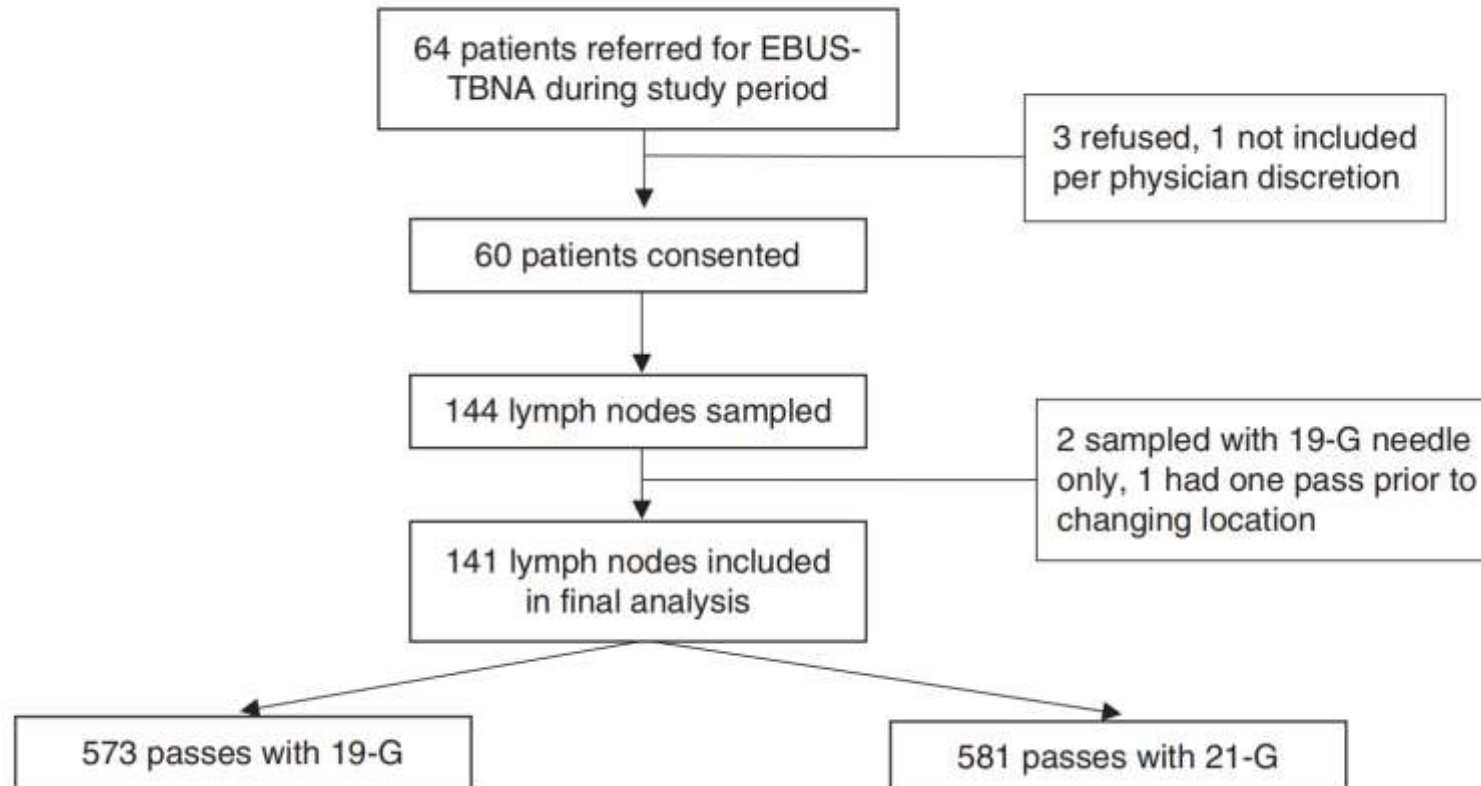 64 patients referred for EBUS-
TBNA during study period
3 refused, 1 not included
per physician discretion
60 patients consented
144 lymph nodes sampled
2 sampled with 19-G needle
only, 1 had one pass prior to
changing location
141 lymph nodes included
in final analysis
573 passes with 19-G
581 passes with 21-G